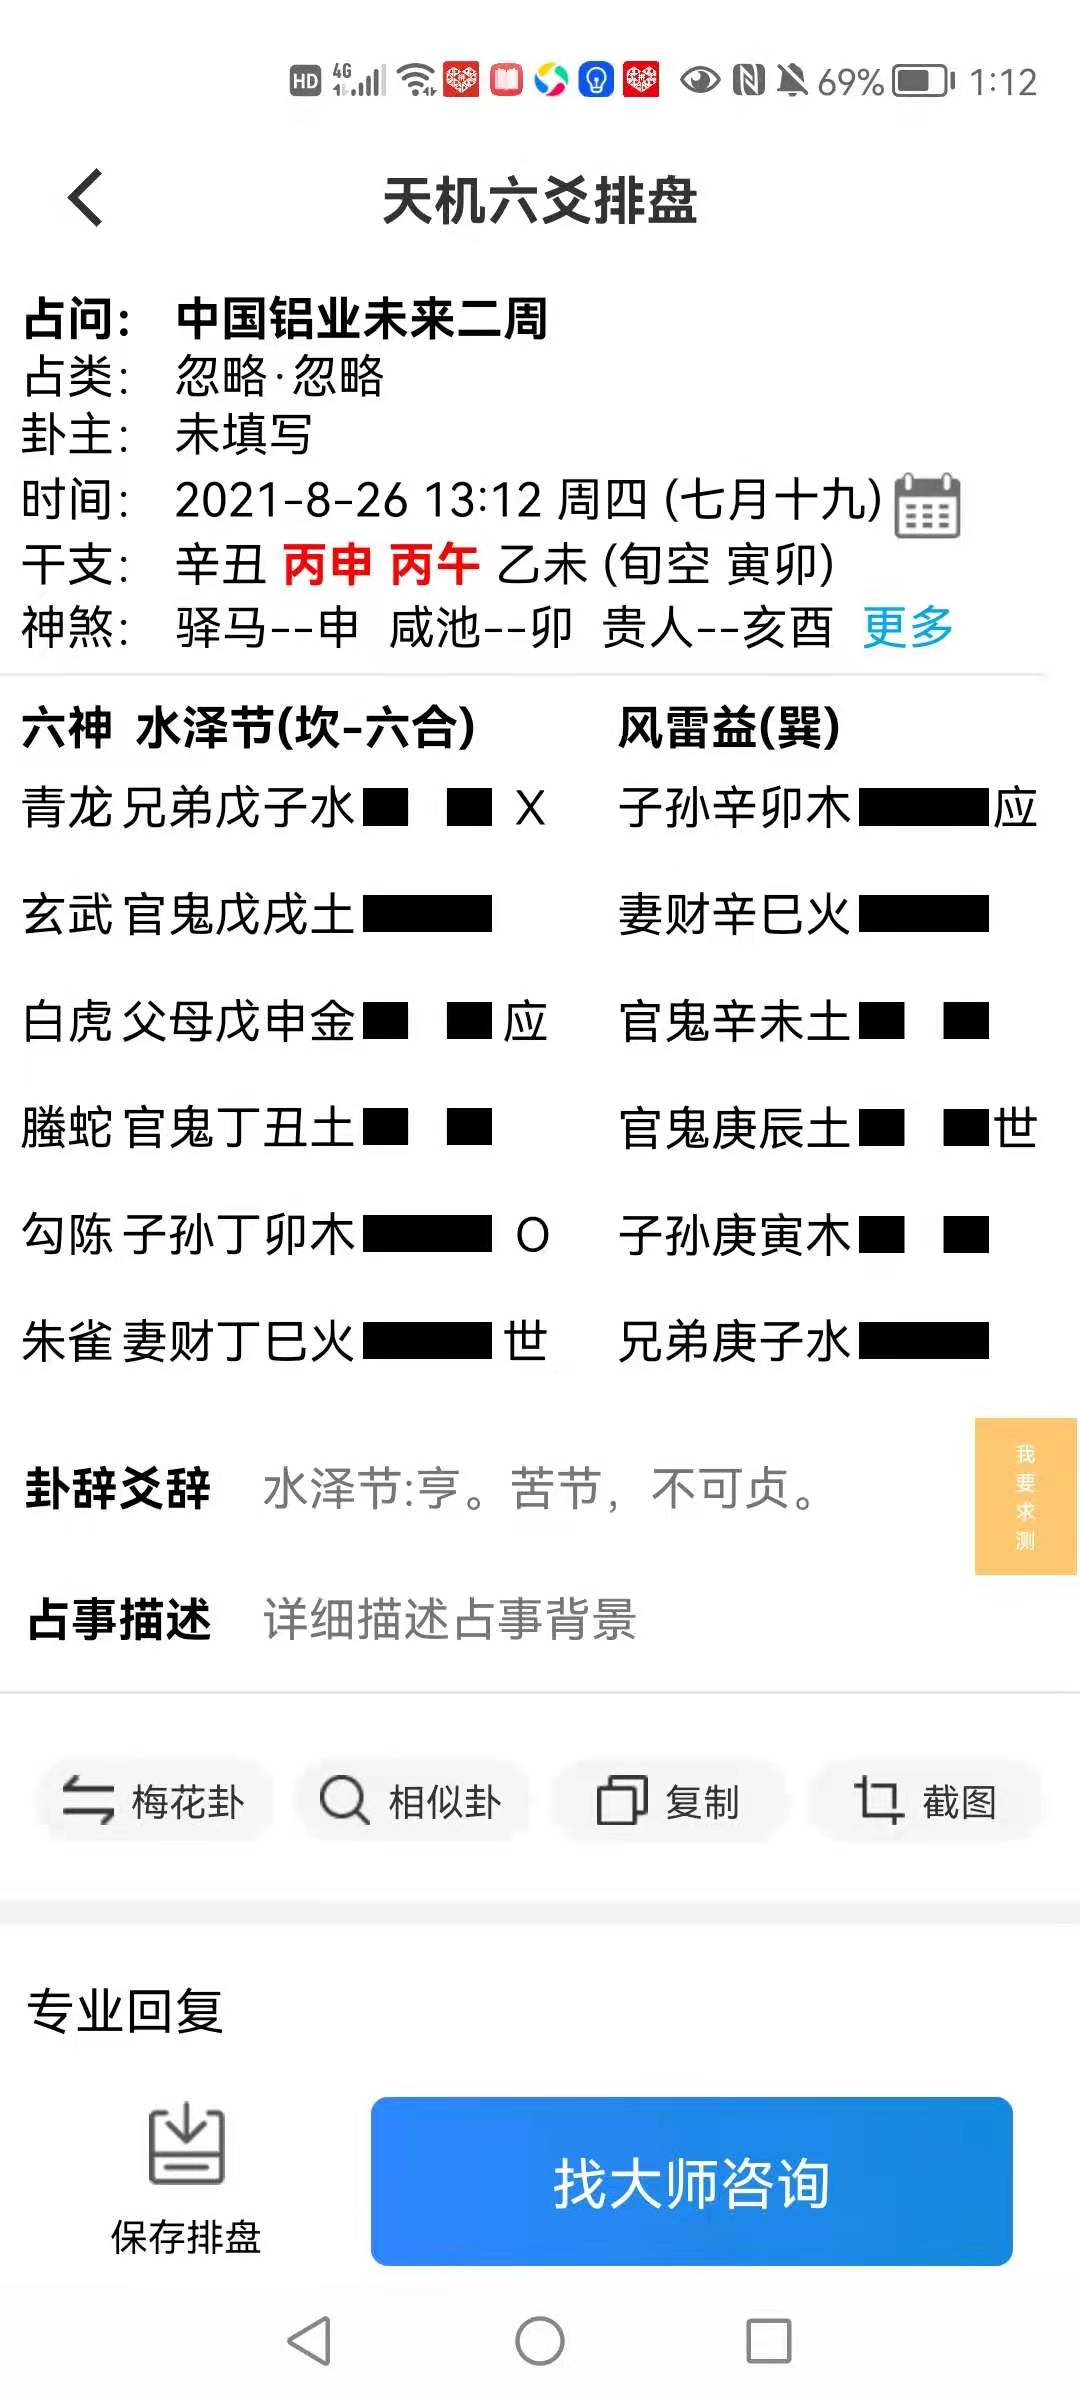 HD 4G 69% 1:12
天机六爻排盘
占问: 中国铝业未来二周
占类: 忽略·忽略
卦主: 未填写
时间: 2021-8-26 13:12 周四 (七月十九)
干支: 辛丑 丙申 丙午 乙未 (旬空 寅卯)
神煞: 驿马--申 咸池--卯 贵人--亥酉 更多
六神 水泽节(坎-六合) 风雷益(巽)
青龙 兄弟戊子水 X 子孙辛卯木 应
玄武 官鬼戊戌土 妻财辛巳火
白虎 父母戊申金 应 官鬼辛未土
螣蛇 官鬼丁丑土 官鬼庚辰土 世
勾陈 子孙丁卯木 O 子孙庚寅木
朱雀 妻财丁巳火 世 兄弟庚子水
我要求测
卦辞爻辞 水泽节:亨。苦节，不可贞。
占事描述 详细描述占事背景
梅花卦 相似卦 复制 截图
专业回复
保存排盘 找大师咨询